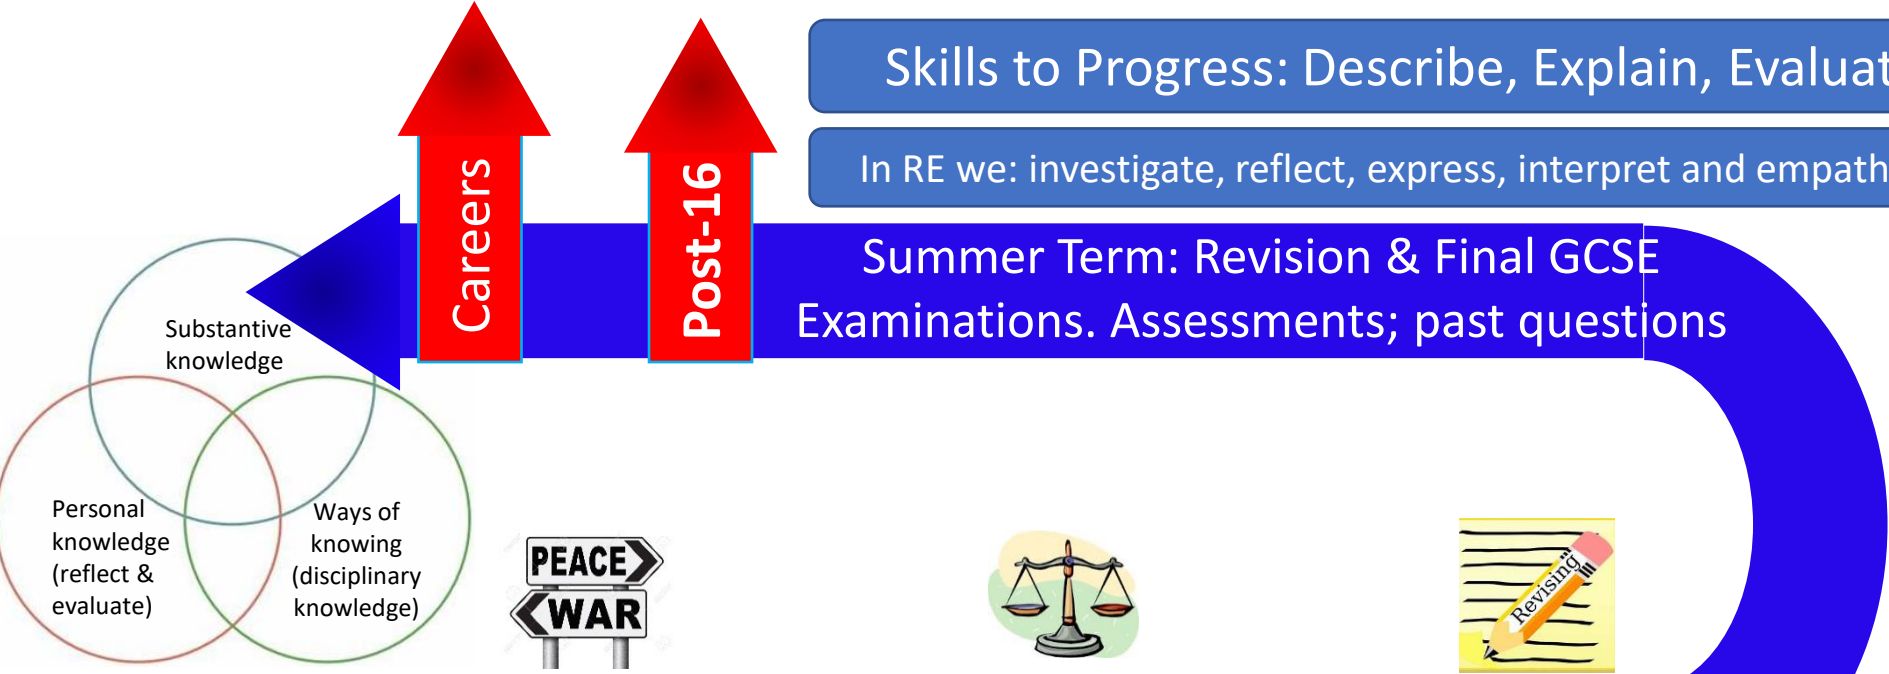 Skills to Progress: Describe, Explain, Evaluat
In RE we: investigate, reflect, express, interpret and empath
Careers
Post-16
Summer Term: Revision & Final GCSE
Examinations. Assessments; past questions
Substantive
knowledge
Personal
knowledge
(reflect &
evaluate)
Ways of
knowing
(disciplinary
knowledge)
PEACE
WAR
Revising